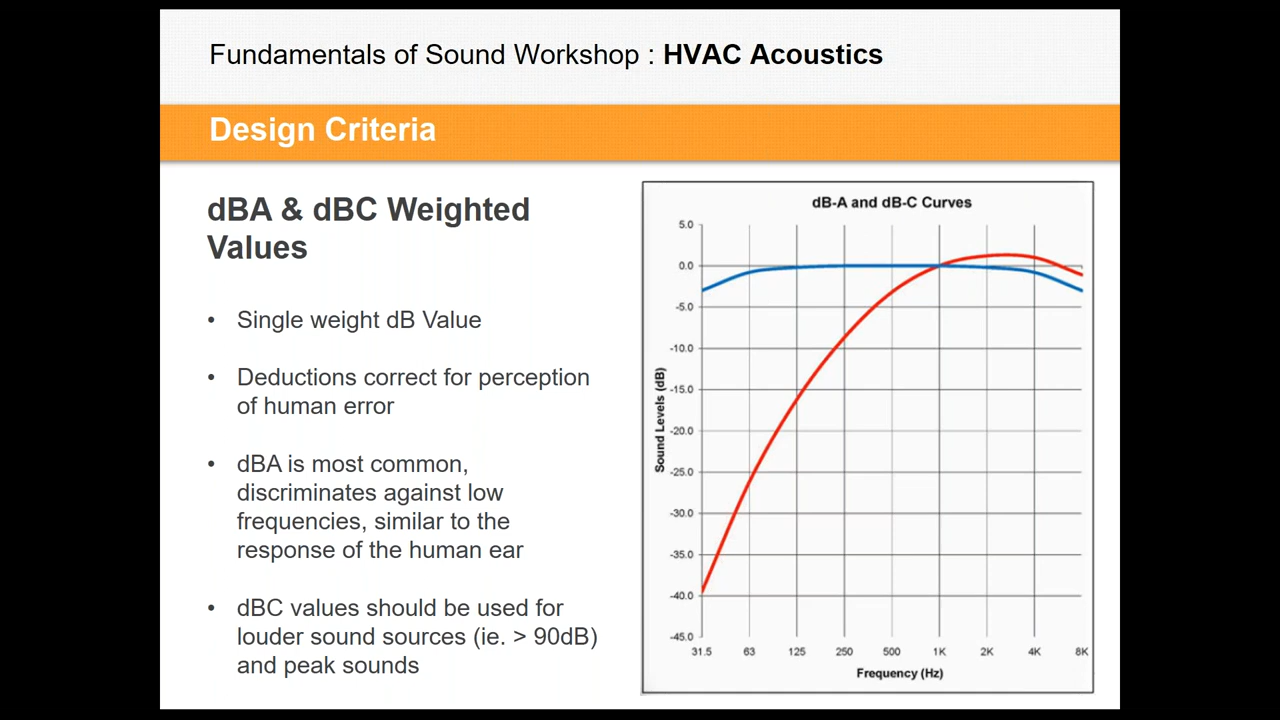 Fundamentals of Sound Workshop : HVAC Acoustics
Design Criteria
dBA & dBC Weighted
Values
• Single weight dB Value
• Deductions correct for perception
of human error
• dBA is most common,
discriminates against low
frequencies, similar to the
response of the human ear
• dBC values should be used for
louder sound sources (ie. > 90dB)
and peak sounds
dB-A and dB-C Curves
Sound Levels (dB)
5.0
0.0
-5.0
-10.0
-15.0
-20.0
-25.0
-30.0
-35.0
-40.0
-45.0
31.5 63 125 250 500 1K 2K 4K 8K
Frequency (Hz)